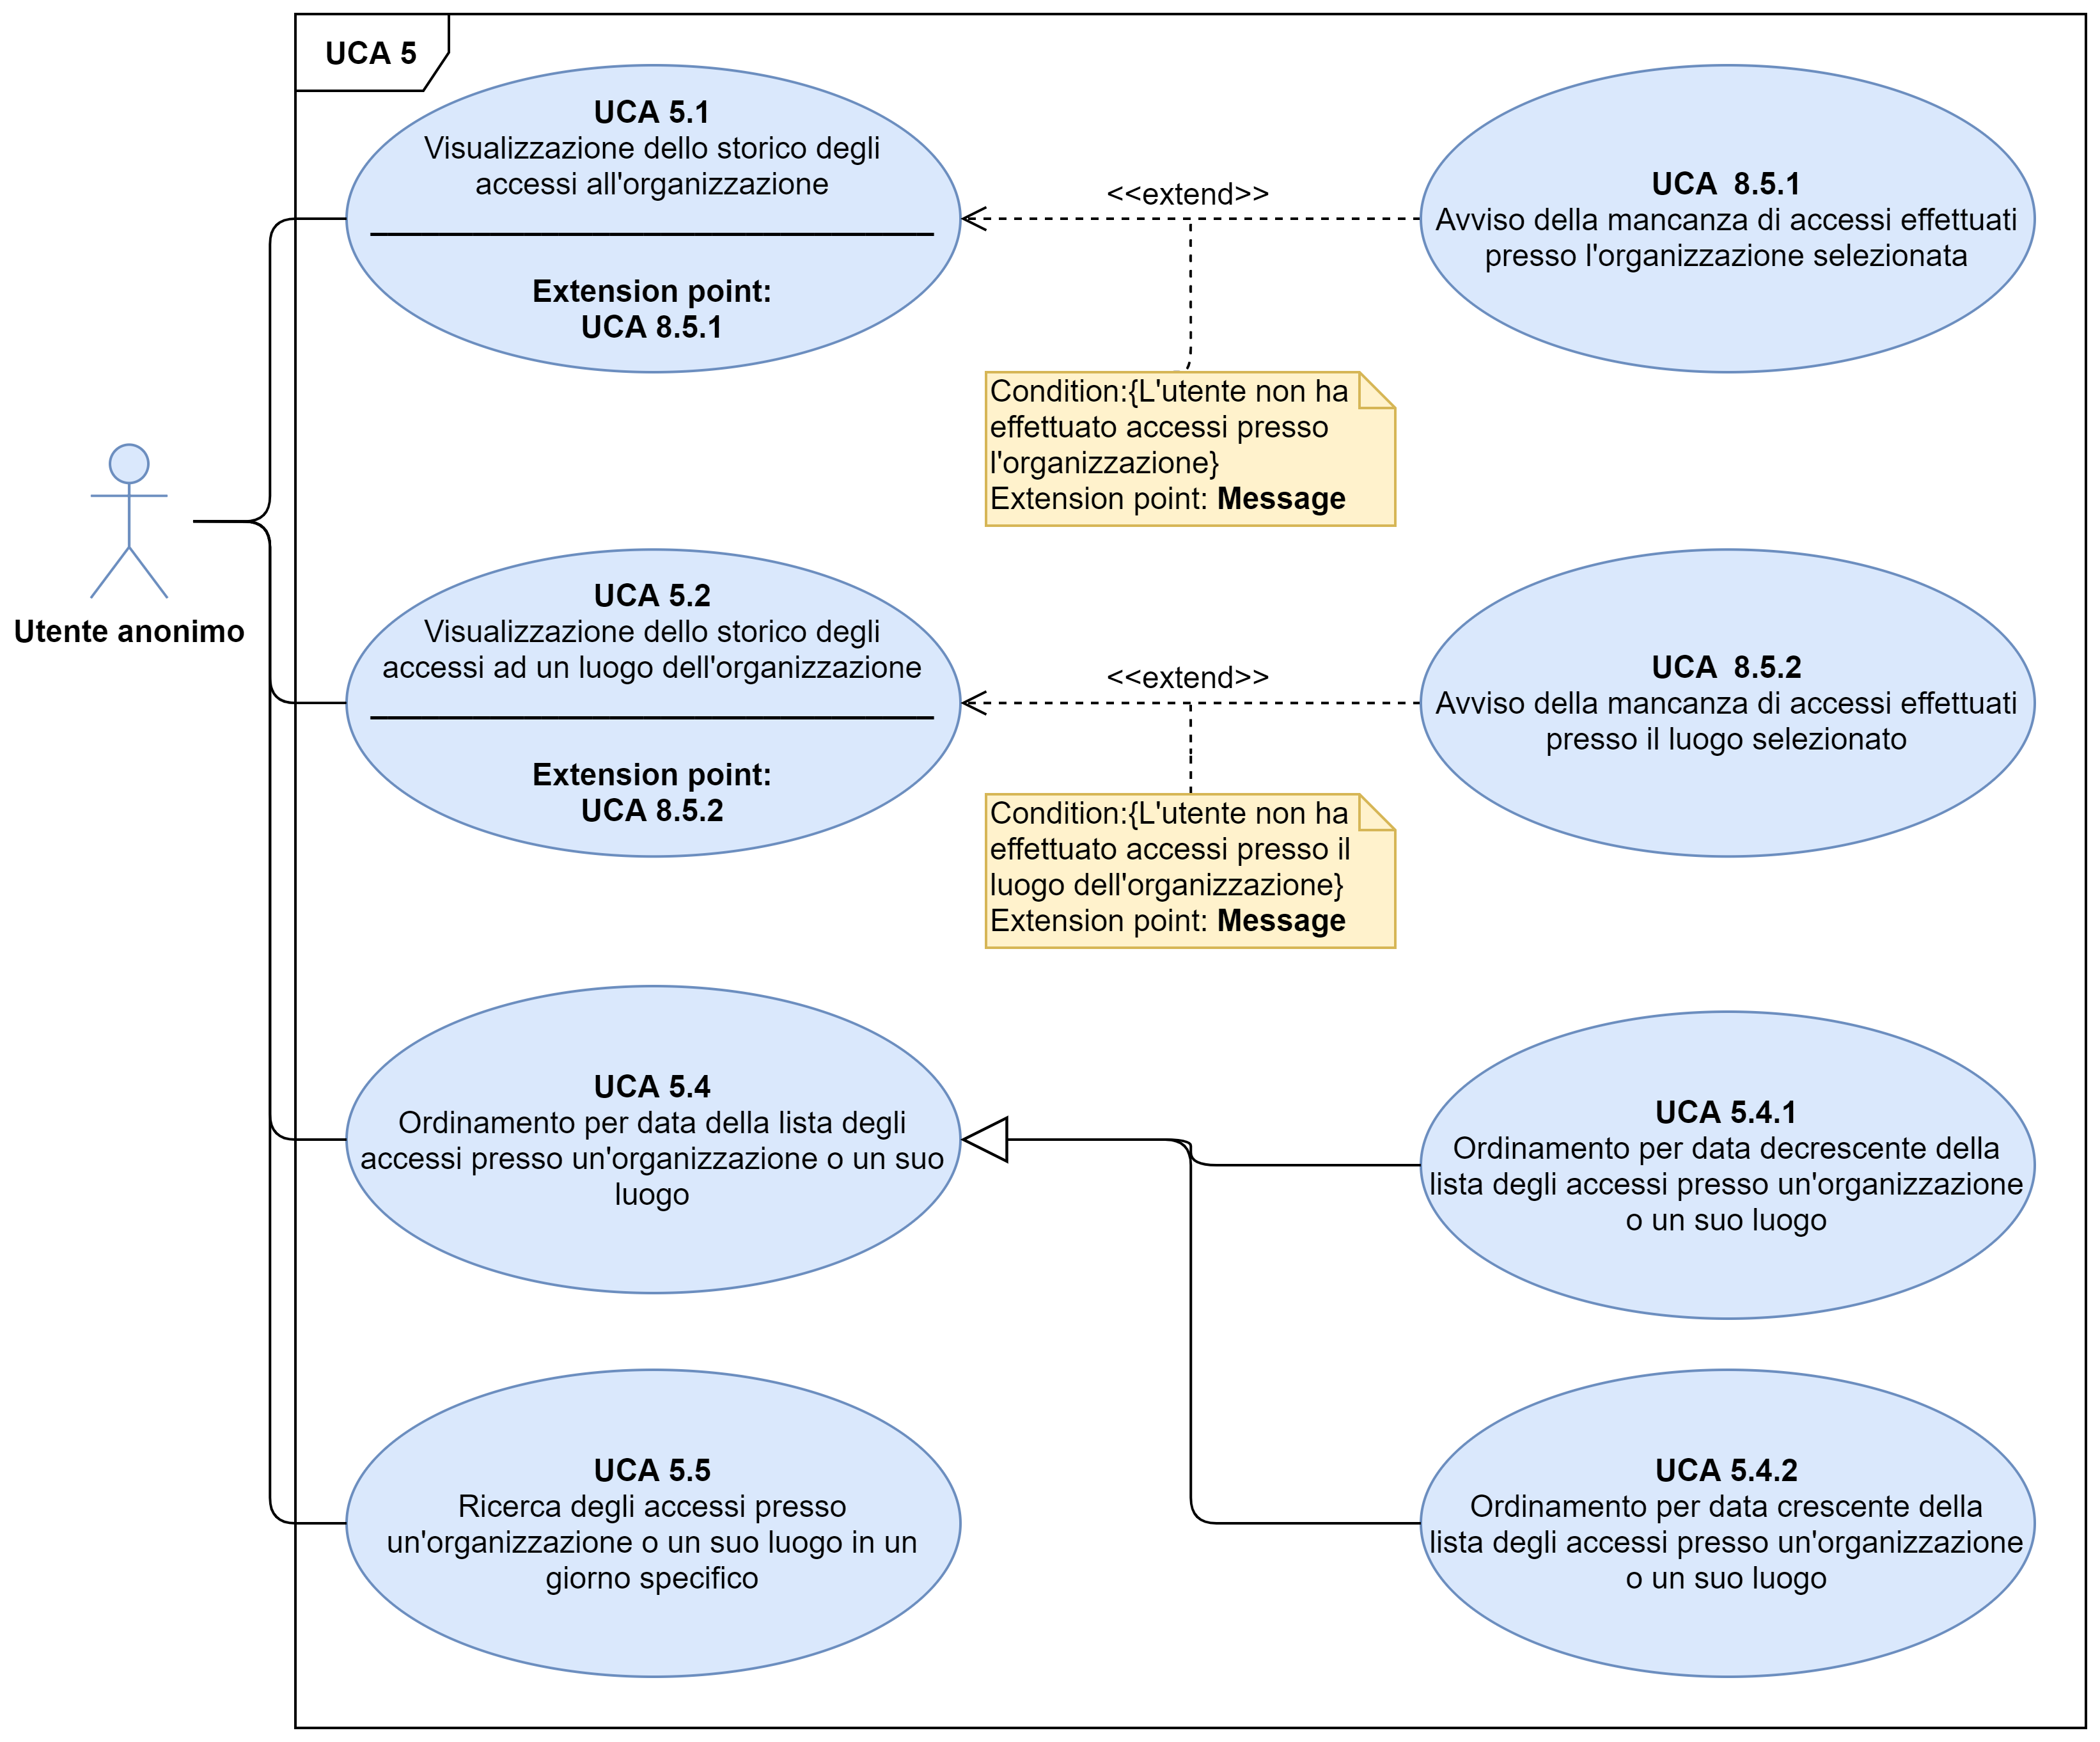 UCA 5
UCA 5.1
Visualizzazione dello storico degli
accessi all'organizzazione
Extension point:
UCA 8.5.1
<<extend>>
UCA  8.5.1
Avviso della mancanza di accessi effettuati
presso l'organizzazione selezionata
Condition:{L'utente non ha
effettuato accessi presso
l'organizzazione}
Extension point: Message
Utente anonimo
UCA 5.2
Visualizzazione dello storico degli
accessi ad un luogo dell'organizzazione
Extension point:
UCA 8.5.2
<<extend>>
UCA  8.5.2
Avviso della mancanza di accessi effettuati
presso il luogo selezionato
Condition:{L'utente non ha
effettuato accessi presso il
luogo dell'organizzazione}
Extension point: Message
UCA 5.4
Ordinamento per data della lista degli
accessi presso un'organizzazione o un suo
luogo
UCA 5.4.1
Ordinamento per data decrescente della
lista degli accessi presso un'organizzazione
o un suo luogo
UCA 5.5
Ricerca degli accessi presso
un'organizzazione o un suo luogo in un
giorno specifico
UCA 5.4.2
Ordinamento per data crescente della
lista degli accessi presso un'organizzazione
o un suo luogo